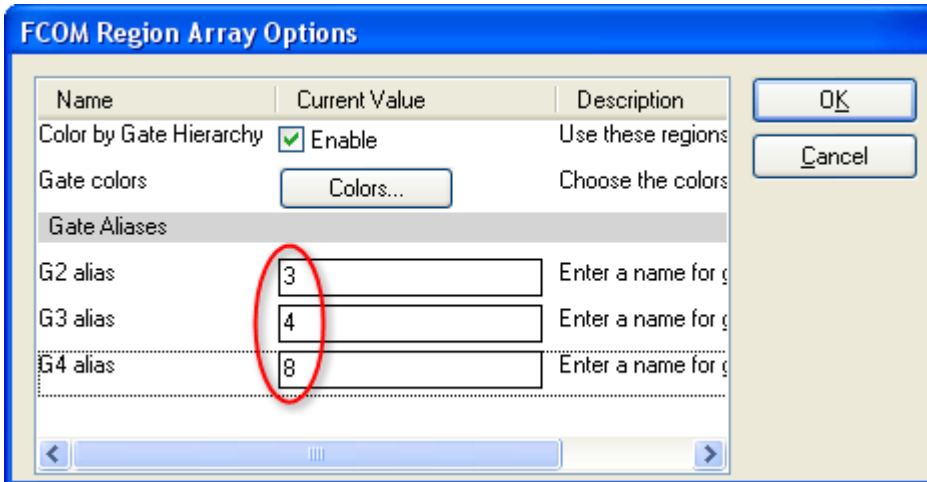 FCOM Region Array Options
Name Current Value Description
Color by Gate Hierarchy Enable Use these regions
Gate colors Colors... Choose the colors
Gate Aliases
G2 alias 3 Enter a name for
G3 alias 4 Enter a name for
G4 alias 8 Enter a name for
OK
Cancel